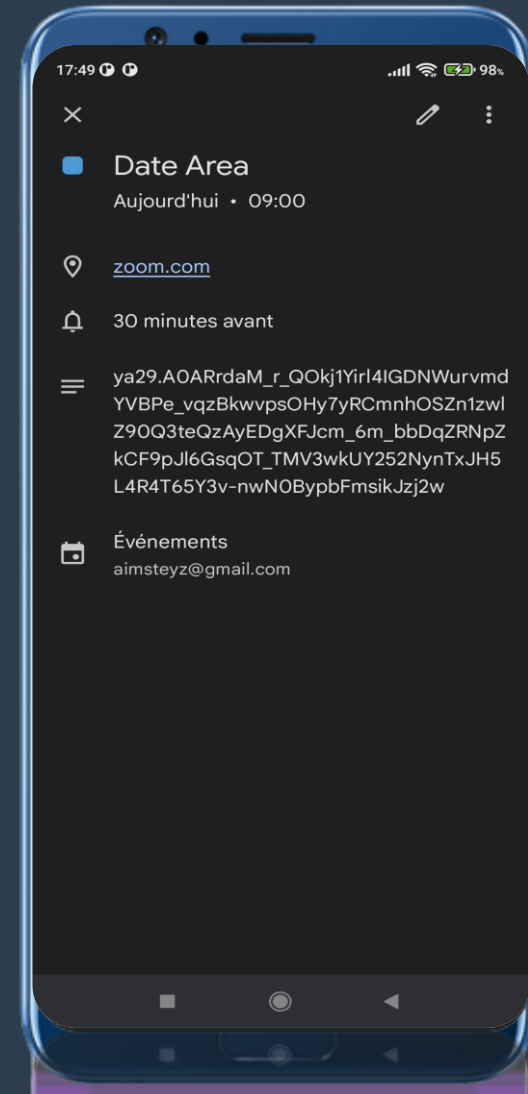 17:49 98%
Date Area
Aujourd'hui • 09:00
zoom.com
30 minutes avant
ya29.A0ARrdaM_r_QOkj1Yirl4IGDNWurvmd
YVBPe_vqzBkwvpsOHy7yRCmnhOSZn1zwl
Z90Q3teQzAyEDgXFJcm_6m_bbDqZRNpZ
kCF9pJl6GsqOT_TMV3wkUY252NynTxJH5
L4R4T65Y3v-nwN0BypbFmsikJzj2w
Événements
aimsteyz@gmail.com